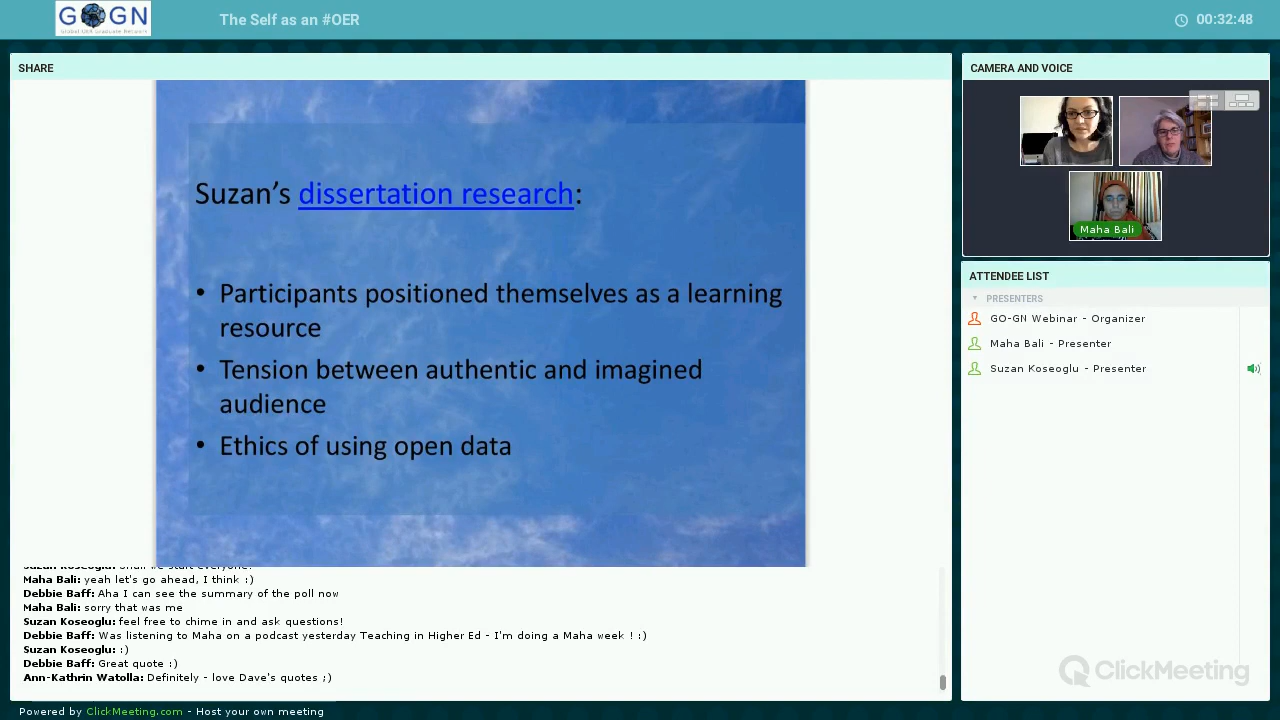 GOGN
Global OER Graduate Network
The Self as an #OER
00:32:48
SHARE
Suzan’s dissertation research:
• Participants positioned themselves as a learning
resource
• Tension between authentic and imagined
audience
• Ethics of using open data
Suzan Koseoglu: Shall we start everyone?
Maha Bali: yeah let's go ahead, I think :)
Debbie Baff: Aha I can see the summary of the poll now
Maha Bali: sorry that was me
Suzan Koseoglu: feel free to chime in and ask questions!
Debbie Baff: Was listening to Maha on a podcast yesterday Teaching in Higher Ed - I'm doing a Maha week ! :)
Suzan Koseoglu: :)
Debbie Baff: Great quote :)
Ann-Kathrin Watolla: Definitely - love Dave's quotes ;)
CAMERA AND VOICE
Maha Bali
ATTENDEE LIST
PRESENTERS
GO-GN Webinar - Organizer
Maha Bali - Presenter
Suzan Koseoglu - Presenter
ClickMeeting
Powered by ClickMeeting.com - Host your own meeting